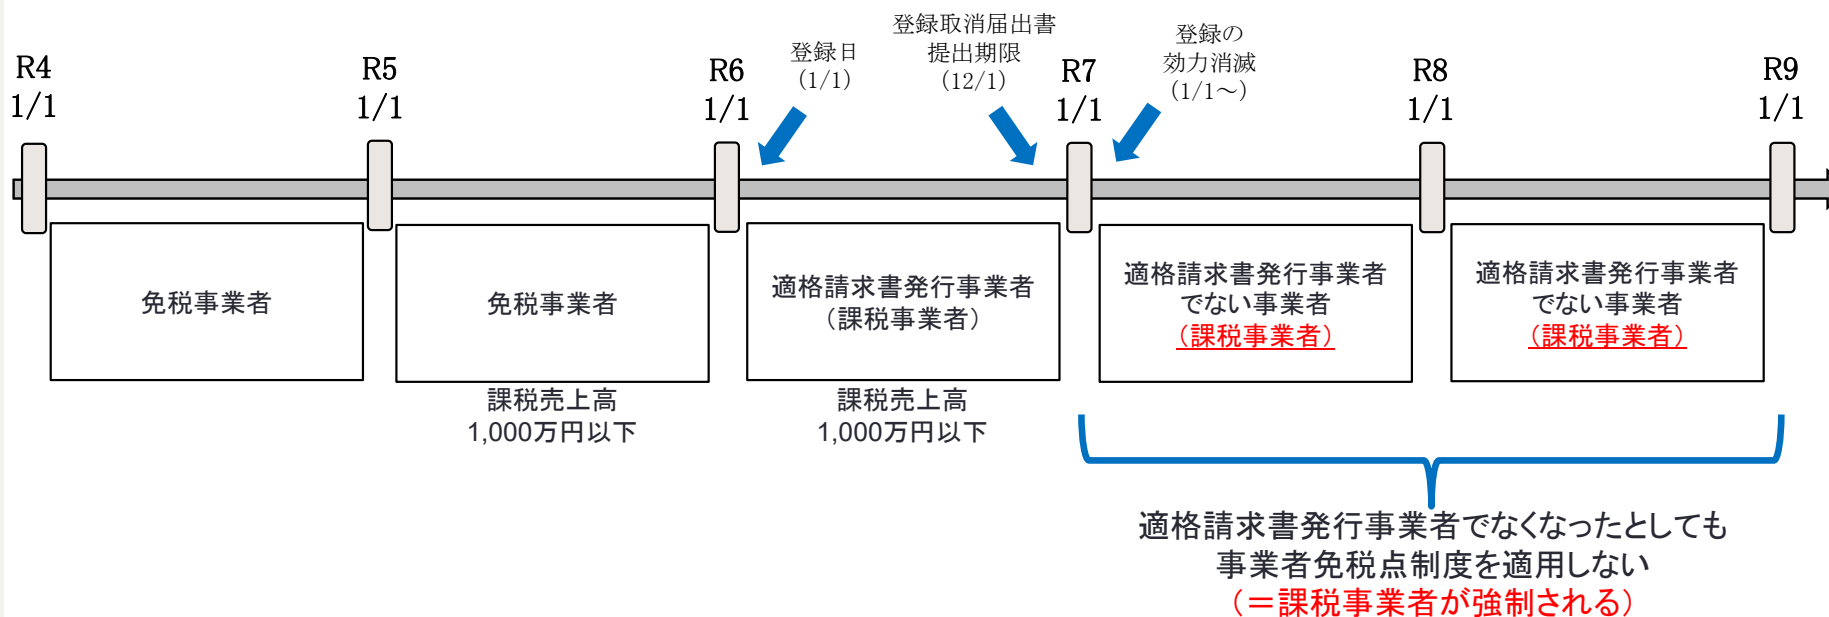 登録取消届出書
提出期限
(12/1)
登録日
(1/1)
登録の
効力消滅
(1/1～)
R4
1/1
R5
1/1
R6
1/1
R7
1/1
R8
1/1
R9
1/1
免税事業者
免税事業者
適格請求書発行事業者
（課税事業者）
適格請求書発行事業者
でない事業者
（課税事業者）
適格請求書発行事業者
でない事業者
（課税事業者）
課税売上高
1,000万円以下
課税売上高
1,000万円以下
適格請求書発行事業者でなくなったとしても
事業者免税点制度を適用しない
（＝課税事業者が強制される）